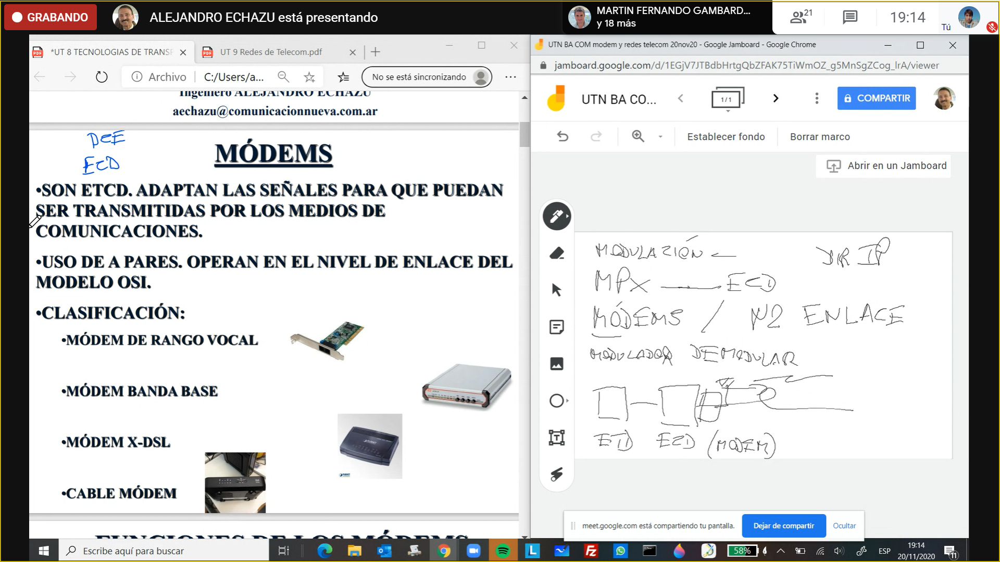 GRABANDO
ALEJANDRO ECHAZU está presentando
MARTIN FERNANDO GAMBARD...
y 18 más
21
19:14
Tú
*UT 8 TECNOLOGIAS DE TRANSF
UT 9 Redes de Telecom.pdf
Archivo
C:/Users/a...
No se está sincronizando
Ingeniero ALEJANDRO ECHAZU
aechazu@comunicacionnueva.com.ar
DCE
ECD
MÓDEMS
•SON ETCD. ADAPTAN LAS SEÑALES PARA QUE PUEDAN
SER TRANSMITIDAS POR LOS MEDIOS DE
COMUNICACIONES.
•USO DE A PARES. OPERAN EN EL NIVEL DE ENLACE DEL
MODELO OSI.
•CLASIFICACIÓN:
•MÓDEM DE RANGO VOCAL
•MÓDEM BANDA BASE
•MÓDEM X-DSL
•CABLE MÓDEM
FUNCIONES DE LOS MÓDEMS
UTN BA COM modem y redes telecom 20nov20 - Google Jamboard - Google Chrome
jamboard.google.com/d/1EGjV7JTBdbHrtgQbZFAK75TiWmOZ_g5MnSgZCog_lrA/viewer
UTN BA CO...
1/1
COMPARTIR
Establecer fondo
Borrar marco
Abrir en un Jamboard
MODULACIÓN
DIR IP
MPX ECD
MÓDEMS / N2 ENLACE
MODULADOR DEMODULAR
ETD ECD (MODEM)
meet.google.com está compartiendo tu pantalla.
Dejar de compartir
Ocultar
Escribe aquí para buscar
58%
ESP
19:14
20/11/2020
11